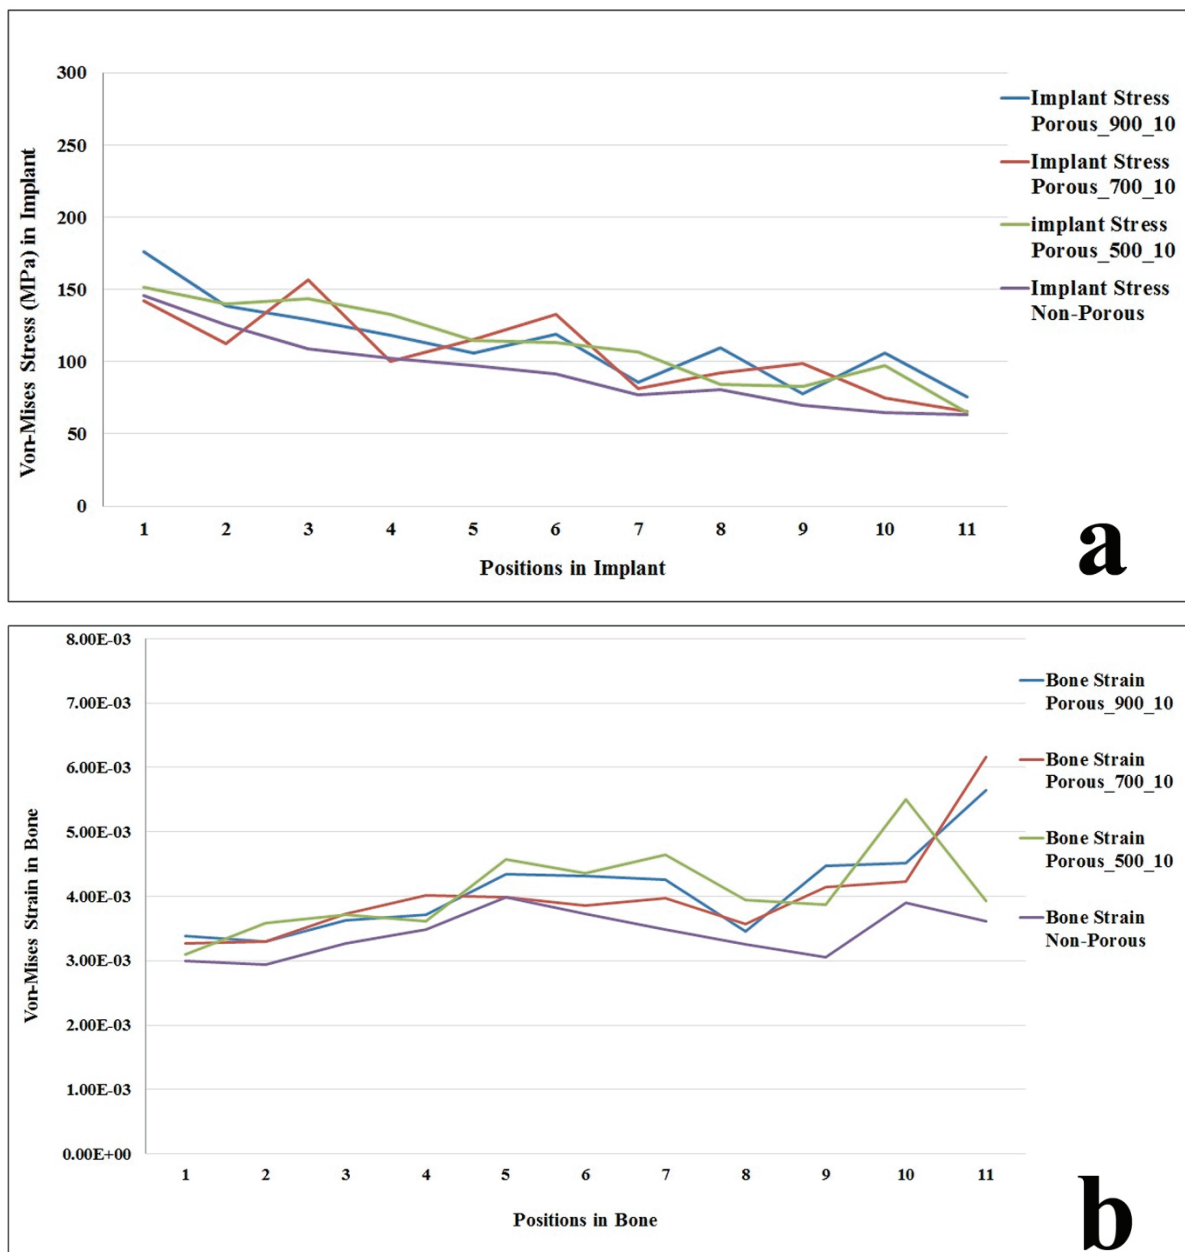 300
250
200
150
100
50
0
Von-Mises Stress (MPa) in Implant
1 2 3 4 5 6 7 8 9 10 11
Positions in Implant
Implant Stress
Porous_900_10
Implant Stress
Porous_700_10
implant Stress
Porous_500_10
Implant Stress
Non-Porous
a
8.00E-03
7.00E-03
6.00E-03
5.00E-03
4.00E-03
3.00E-03
2.00E-03
1.00E-03
0.00E+00
Von-Mises Strain in Bone
1 2 3 4 5 6 7 8 9 10 11
Positions in Bone
Bone Strain
Porous_900_10
Bone Strain
Porous_700_10
Bone Strain
Porous_500_10
Bone Strain
Non-Porous
b